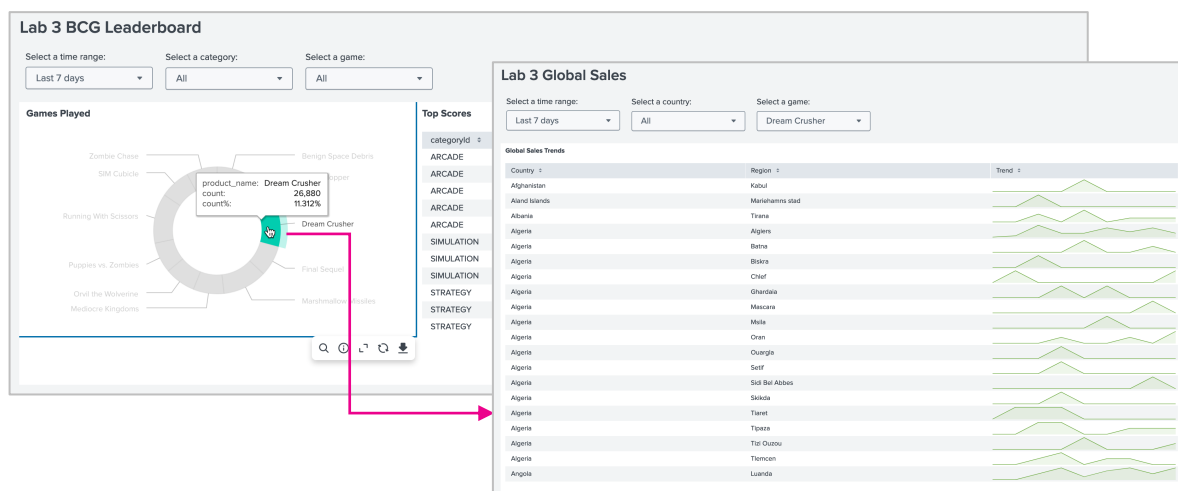 Lab 3 BCG Leaderboard
Select a time range:
Select a category:
Select a game:
Last 7 days
All
All
Games Played
Zombie Chase
SIM Cubicle
Running With Scissors
Puppies vs. Zombies
Orvil the Wolverine
Mediocre Kingdoms
Benign Space Debris
product_name: Dream Crusher
count: 26,880
count%: 11.312%
Dream Crusher
Final Sequel
Marshmallow Missiles
Top Scores
categoryId
ARCADE
ARCADE
ARCADE
ARCADE
ARCADE
SIMULATION
SIMULATION
SIMULATION
STRATEGY
STRATEGY
STRATEGY
Lab 3 Global Sales
Select a time range:
Select a country:
Select a game:
Last 7 days
All
Dream Crusher
Global Sales Trends
Country Region Trend
Afghanistan Kabul
Aland Islands Mariehamns stad
Albania Tirana
Algeria Algiers
Algeria Batna
Algeria Biskra
Algeria Chlef
Algeria Ghardaia
Algeria Mascara
Algeria Msila
Algeria Oran
Algeria Ouargla
Algeria Setif
Algeria Sidi Bel Abbes
Algeria Skikda
Algeria Tiaret
Algeria Tipaza
Algeria Tizi Ouzou
Algeria Tlemcen
Angola Luanda